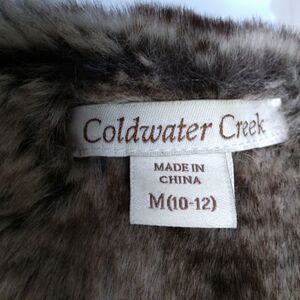 Coldwater Creek
MADE IN
CHINA
M(10-12)